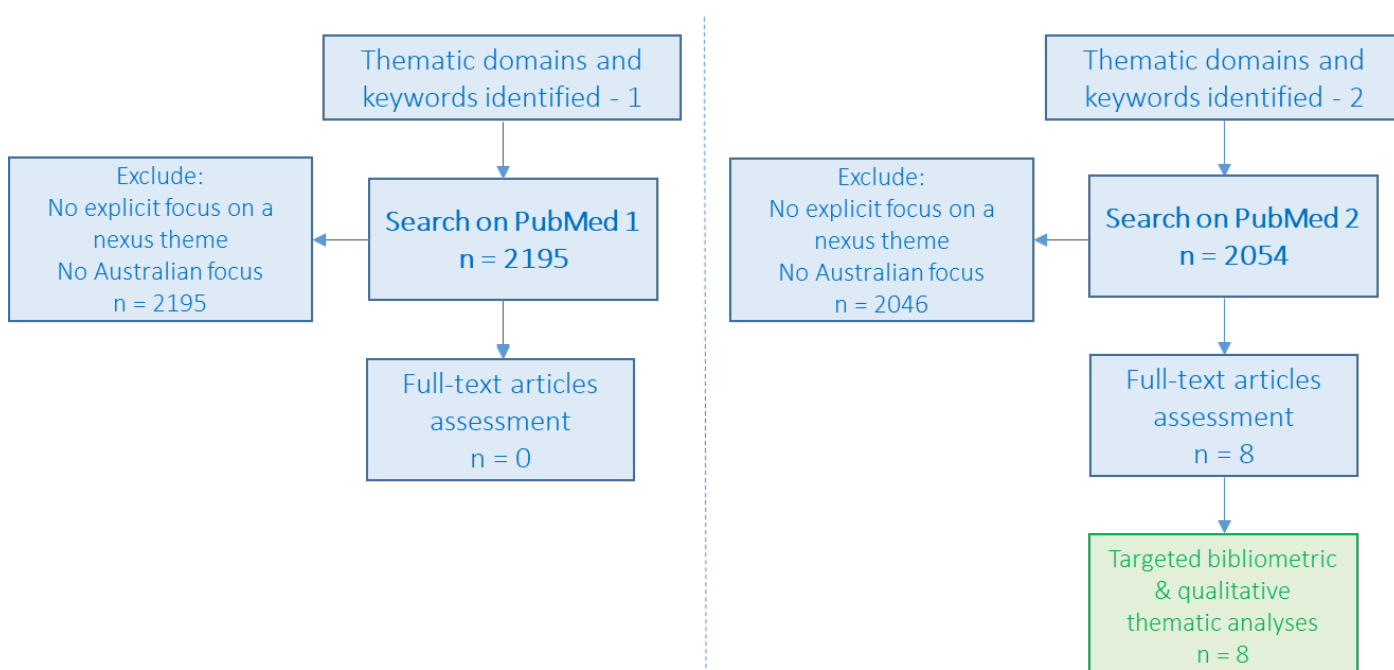 Thematic domains and
keywords identified - 1
Exclude:
No explicit focus on a
nexus theme
No Australian focus
n = 2195
Search on PubMed 1
n = 2195
Full-text articles
assessment
n = 0
Thematic domains and
keywords identified - 2
Exclude:
No explicit focus on a
nexus theme
No Australian focus
n = 2046
Search on PubMed 2
n = 2054
Full-text articles
assessment
n = 8
Targeted bibliometric
& qualitative
thematic analyses
n = 8